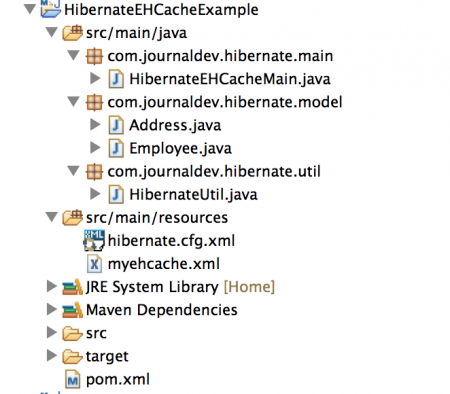 HibernateEHCacheExample
src/main/java
com.journaldev.hibernate.main
HibernateEHCacheMain.java
com.journaldev.hibernate.model
Address.java
Employee.java
com.journaldev.hibernate.util
HibernateUtil.java
src/main/resources
hibernate.cfg.xml
myehcache.xml
JRE System Library [Home]
Maven Dependencies
src
target
pom.xml